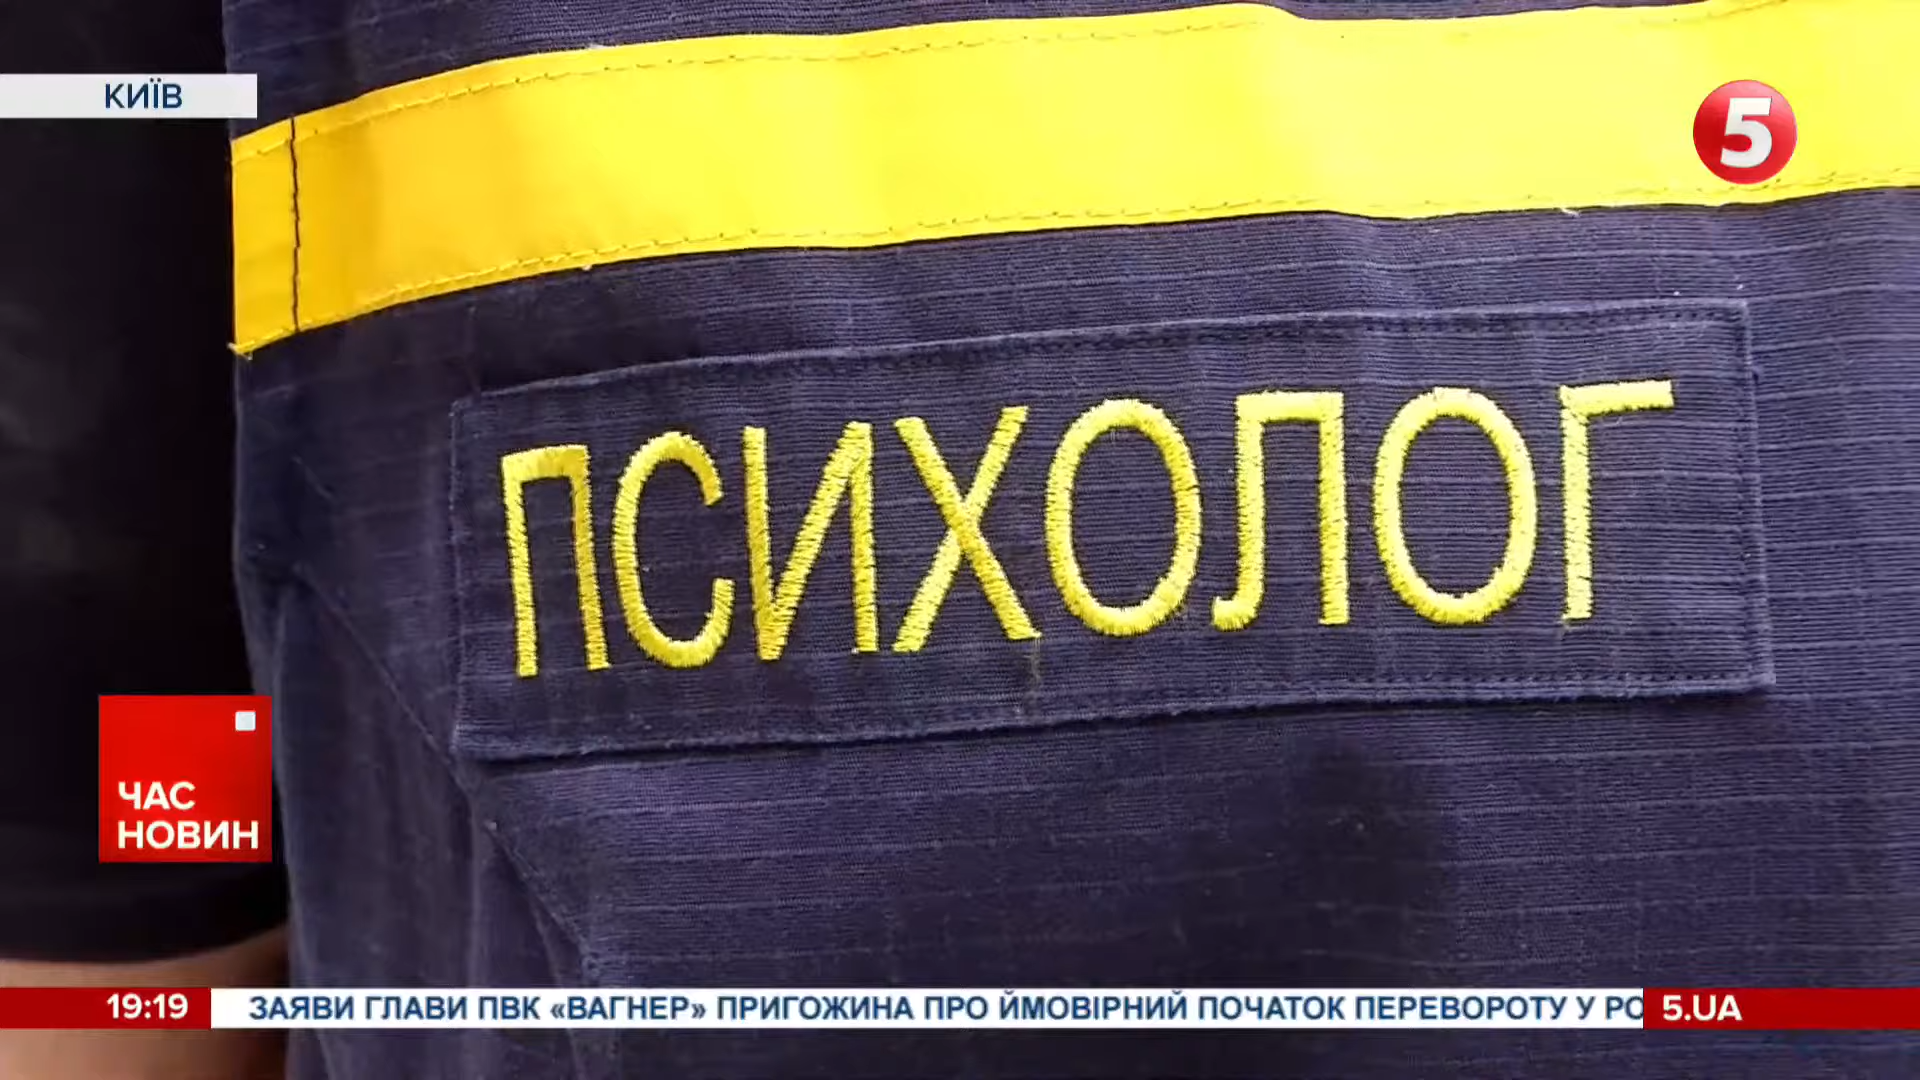 КИЇВ
5
ПСИХОЛОГ
ЧАС
НОВИН
19:19 ЗАЯВИ ГЛАВИ ПВК «ВАГНЕР» ПРИГОЖИНА ПРО ЙМОВІРНИЙ ПОЧАТОК ПЕРЕВОРОТУ У РО 5.UA